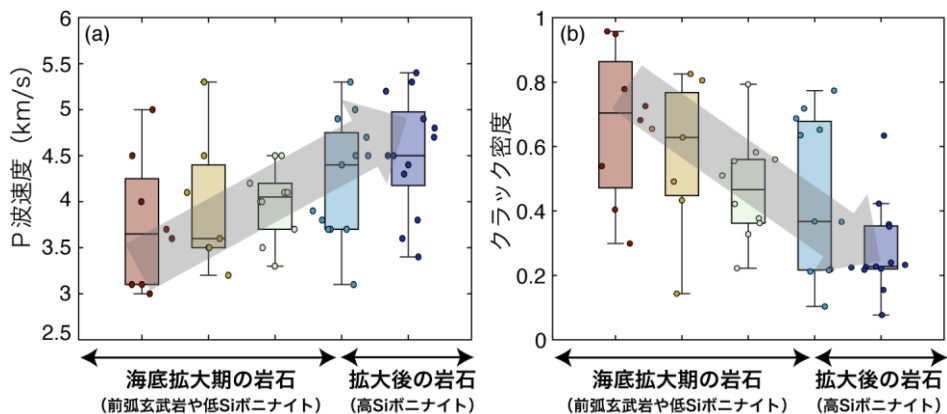 (a)
P波速度（km/s）
6
5.5
5
4.5
4
3.5
3
2.5
海底拡大期の岩石
（前弧玄武岩や低Siボニナイト）
拡大後の岩石
（高Siボニナイト）
(b)
クラック密度
1
0.8
0.6
0.4
0.2
0
海底拡大期の岩石
（前弧玄武岩や低Siボニナイト）
拡大後の岩石
（高Siボニナイト）